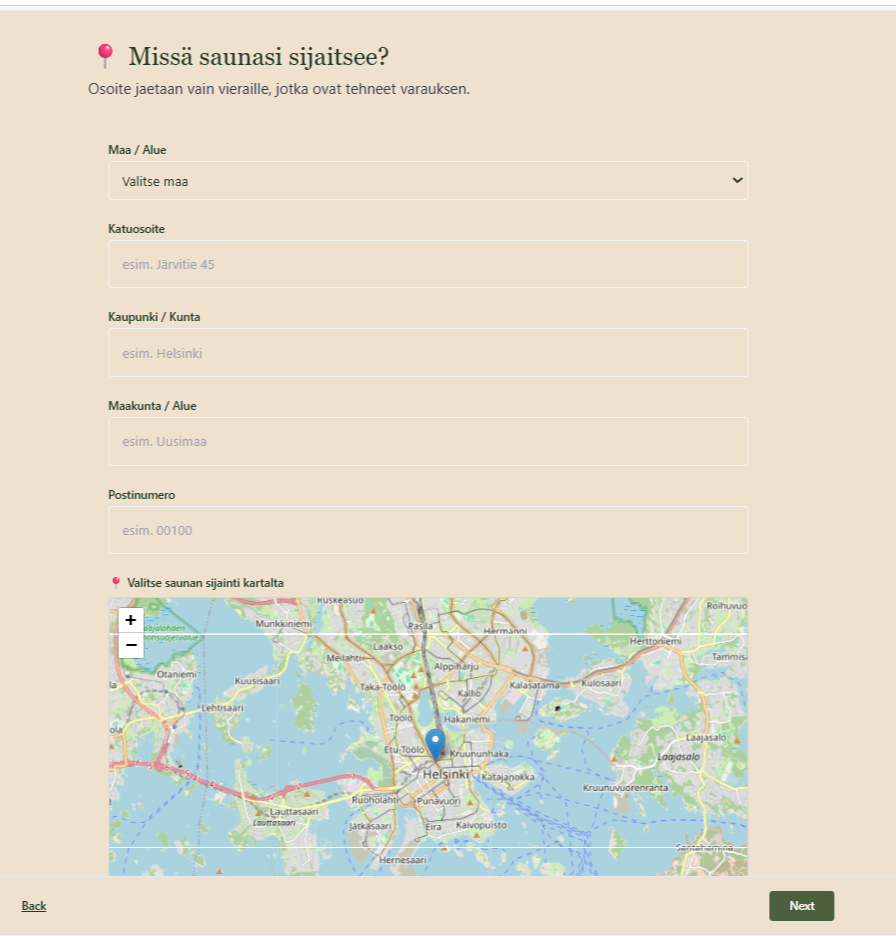 📍 Missä saunasi sijaitsee?
Osoite jaetaan vain vieraille, jotka ovat tehneet varauksen.
Maa / Alue
Valitse maa
Katuosoite
esim. Järvitie 45
Kaupunki / Kunta
esim. Helsinki
Maakunta / Alue
esim. Uusimaa
Postinumero
esim. 00100
📍 Valitse saunan sijainti kartalta
+
−
Ruskeasuo
Roihuvuo
Munkkiniemi
Pasila
Hermanni
Herttoniemi
Laakso
Meilahti
Tammis
Alppiharju
Otaniemi
Kuusisaari
Taka-Töölö
Kallio
Kalasatama
Kulosaari
Lehtisaari
Töölö
Hakaniemi
Laajasalo
Etu-Töölö
Kruununhaka
Laajasalo
Helsinki
Katajanokka
Kruunuvuorenranta
Ruoholahti
Punavuori
Lauttasaari
Lauttasaari
Jätkäsaari
Eira
Kaivopuisto
Santahamina
Hernesaari
Back
Next